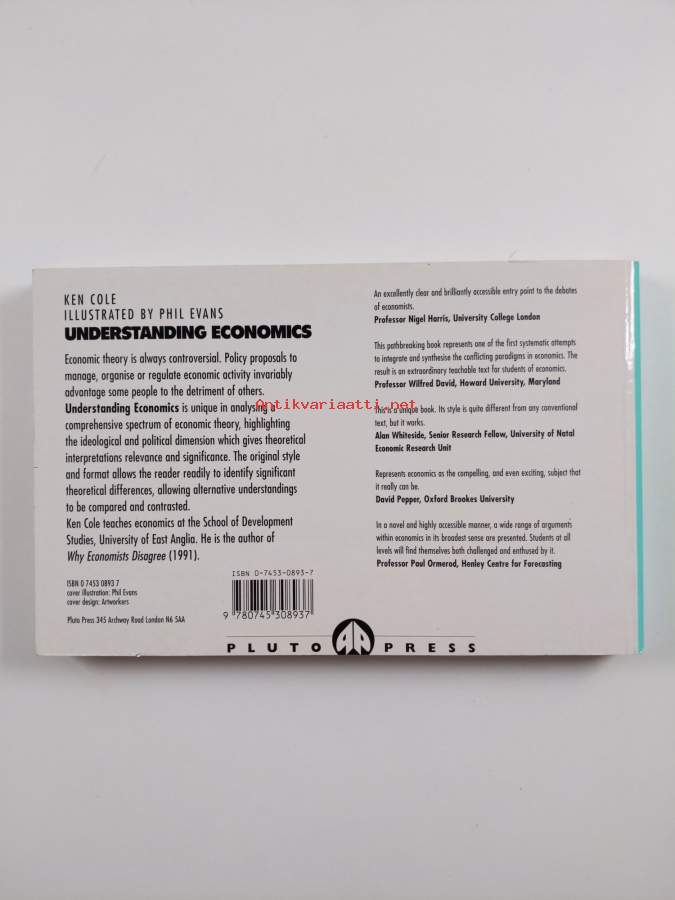 KEN COLE
ILLUSTRATED BY PHIL EVANS
UNDERSTANDING ECONOMICS
Economic theory is always controversial. Policy proposals to
manage, organise or regulate economic activity invariably
advantage some people to the detriment of others.
Understanding Economics is unique in analysing a
comprehensive spectrum of economic theory, highlighting
the ideological and political dimension which gives theoretical
interpretations relevance and significance. The original style
and format allows the reader readily to identify significant
theoretical differences, allowing alternative understandings
to be compared and contrasted.
Ken Cole teaches economics at the School of Development
Studies, University of East Anglia. He is the author of
Why Economists Disagree (1991).
ISBN 0 7453 0893 7
cover illustration: Phil Evans
cover design: Artworkers
Pluto Press 345 Archway Road London N6 5AA
ISBN 0-7453-0893-7
9 780745 308937
An excellently clear and brilliantly accessible entry point to the debates
of economists.
Professor Nigel Harris, University College London
This pathbreaking book represents one of the first systematic attempts
to integrate and synthesise the conflicting paradigms in economics. The
result is an extraordinary teachable text for students of economics.
Professor Wilfred David, Howard University, Maryland
This is a unique book. Its style is quite different from any conventional
text, but it works.
Alan Whiteside, Senior Research Fellow, University of Natal
Economic Research Unit
Represents economics as the compelling, and even exciting, subject that
it really can be.
David Pepper, Oxford Brookes University
In a novel and highly accessible manner, a wide range of arguments
within economics in its broadest sense are presented. Students at all
levels will find themselves both challenged and enthused by it.
Professor Paul Ormerod, Henley Centre for Forecasting
PLUTO PRESS
Antikvariaatti.net